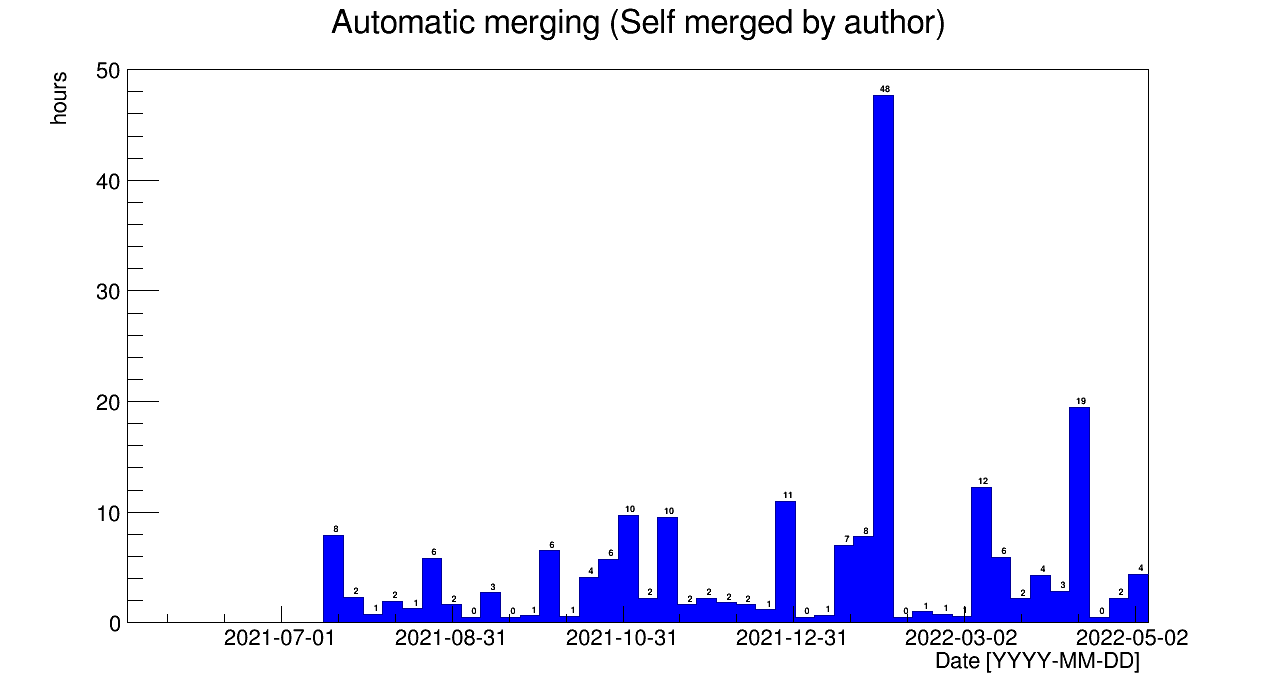 Automatic merging (Self merged by author)
hours
50
40
30
20
10
0
8 2 1 2 1 6 2 0 3 0 1 6 1 4 6 10 2 10 2 2 2 2 1 11 0 1 7 8 48 0 1 1 1 12 6 2 4 3 19 0 2 4
2021-07-01 2021-08-31 2021-10-31 2021-12-31 2022-03-02 2022-05-02
Date [YYYY-MM-DD]